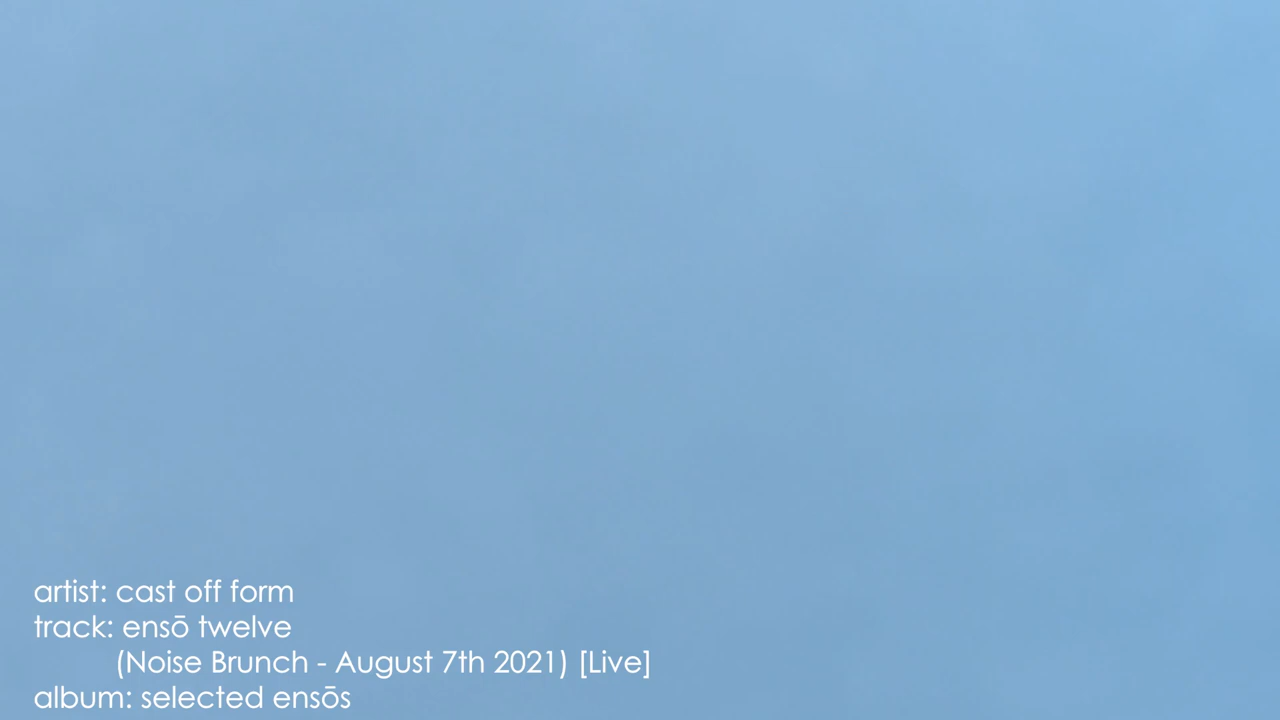 artist: cast off form
track: ensō twelve
(Noise Brunch - August 7th 2021) [Live]
album: selected ensōs